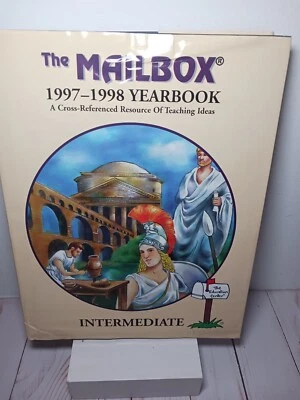 The MAILBOX®
1997–1998 YEARBOOK
A Cross-Referenced Resource Of Teaching Ideas
INTERMEDIATE